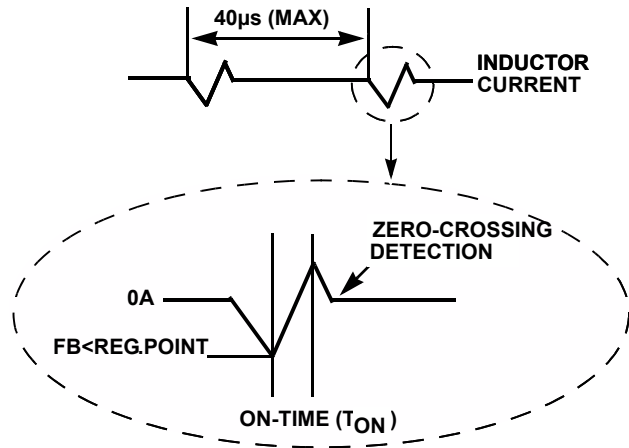 40µs (MAX)
INDUCTOR
CURRENT
ZERO-CROSSING
DETECTION
0A
FB<REG.POINT
ON-TIME (TON )